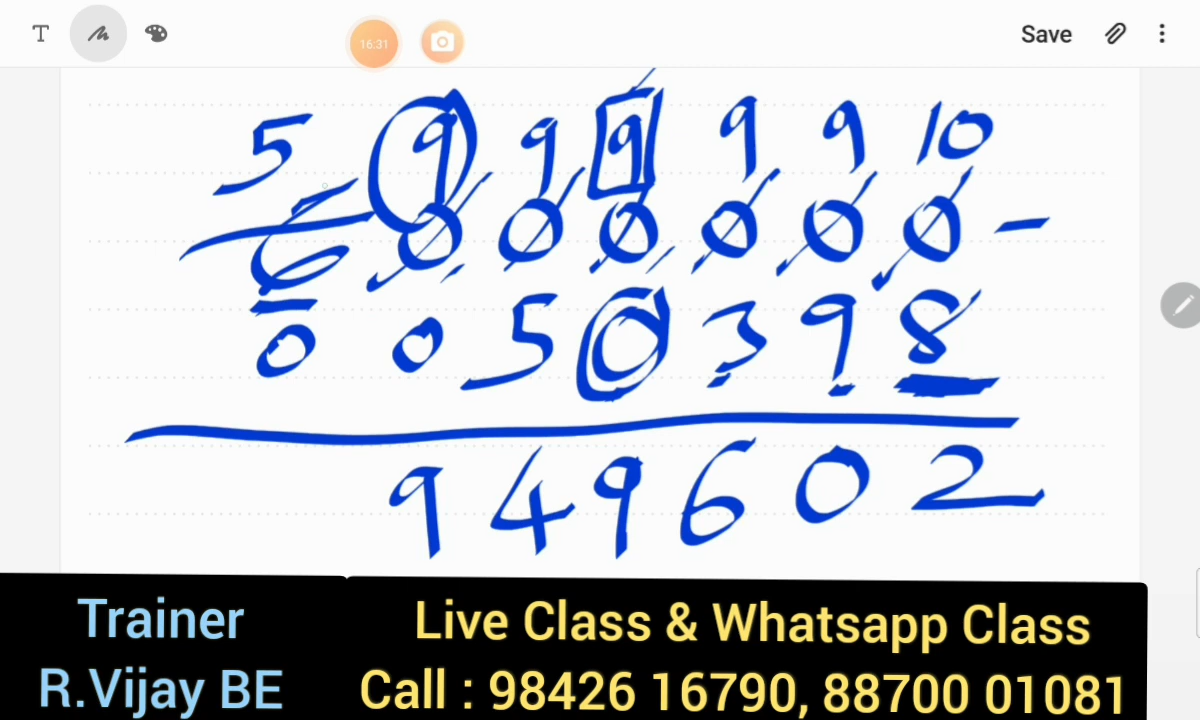 T 16:31 Save
5 9 9 9 9 9 10
6 0 0 0 0 0 0 -
0 0 5 0 3 9 8
9 4 9 6 0 2
Trainer Live Class & Whatsapp Class
R.Vijay BE Call : 98426 16790, 88700 01081